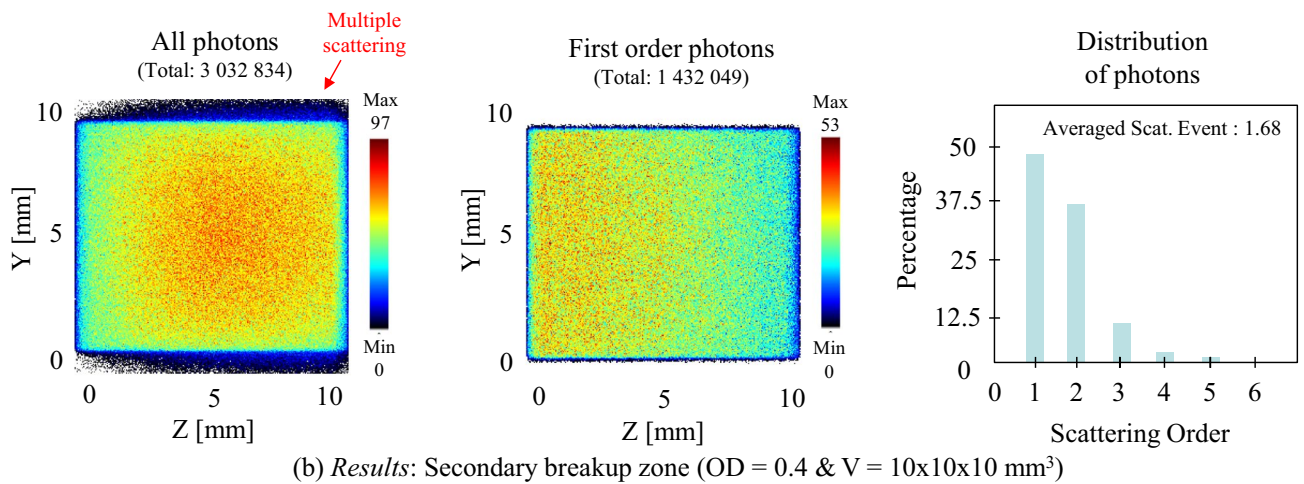 Multiple
scattering
All photons
(Total: 3 032 834)
Max
97
10
5
0
Y [mm]
0 5 10
Z [mm]
Min
0
First order photons
(Total: 1 432 049)
Max
53
10
5
0
Y [mm]
0 5 10
Z [mm]
Min
0
Distribution
of photons
Averaged Scat. Event : 1.68
50
37.5
25
12.5
0
Percentage
0 1 2 3 4 5 6
Scattering Order
(b) Results: Secondary breakup zone (OD = 0.4 & V = 10x10x10 mm³)